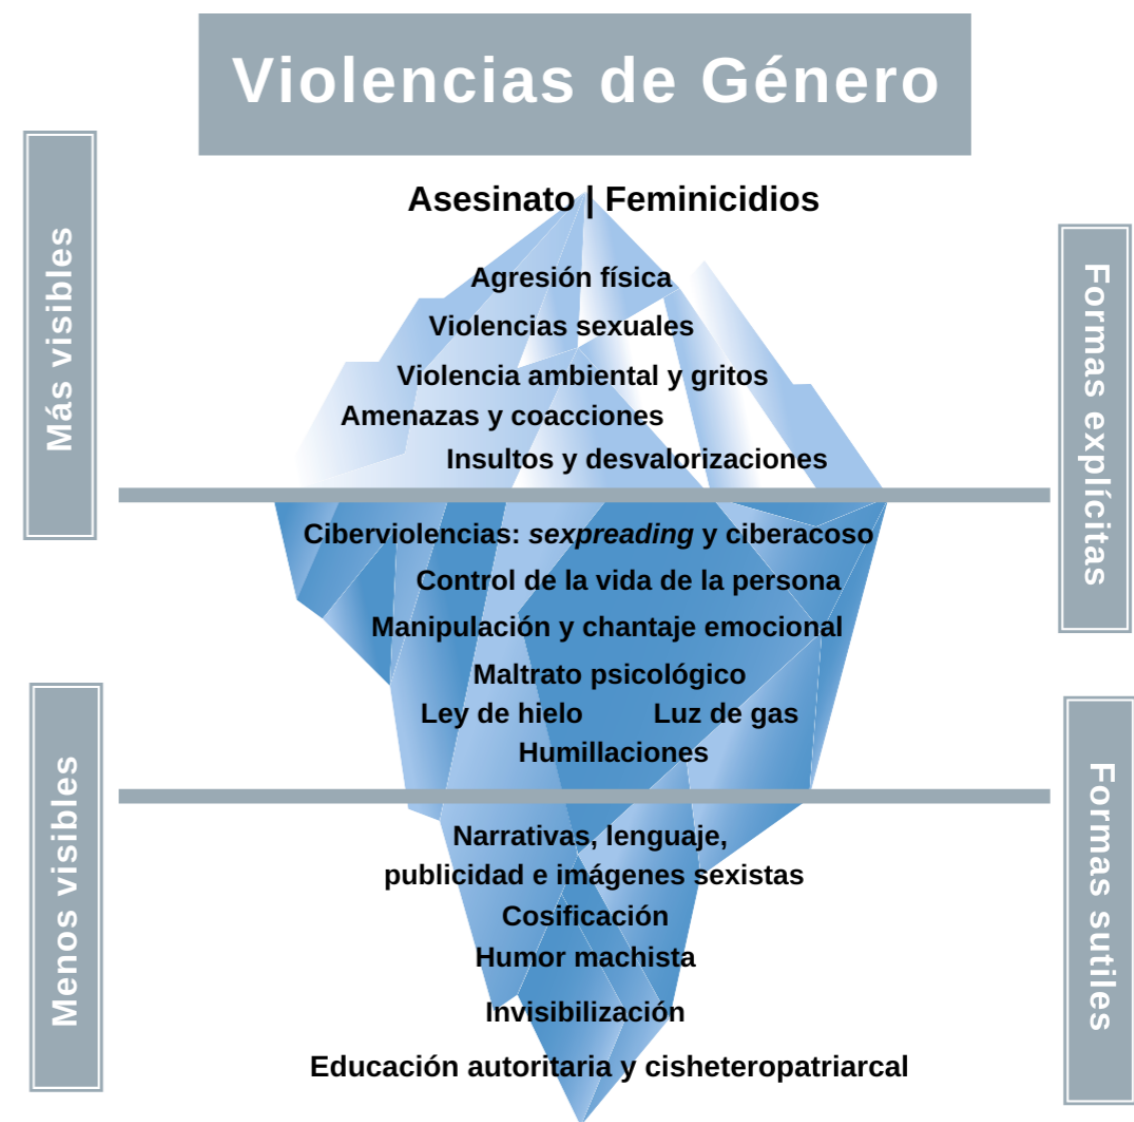 Violencias de Género
Más visibles
Formas explícitas
Asesinato | Feminicidios
Agresión física
Violencias sexuales
Violencia ambiental y gritos
Amenazas y coacciones
Insultos y desvalorizaciones
Ciberviolencias: sexpreading y ciberacoso
Control de la vida de la persona
Manipulación y chantaje emocional
Maltrato psicológico
Ley de hielo Luz de gas
Humillaciones
Menos visibles
Formas sutiles
Narrativas, lenguaje,
publicidad e imágenes sexistas
Cosificación
Humor machista
Invisibilización
Educación autoritaria y cisheteropatriarcal